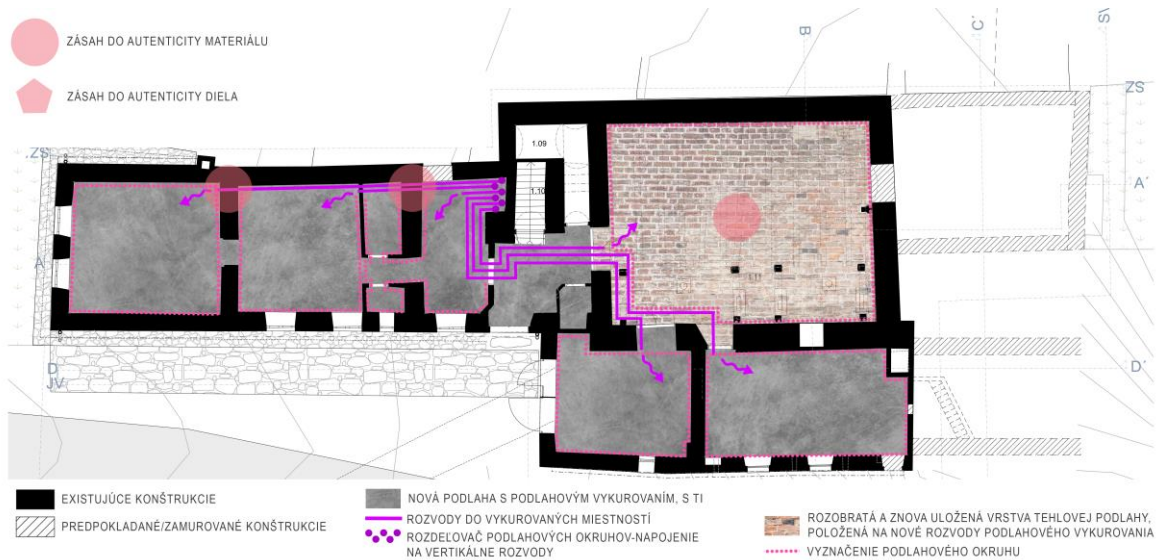 ZÁSAH DO AUTENTICITY MATERIÁLU
ZÁSAH DO AUTENTICITY DIELA
B
.C´
.S\
ZS
.ZS
1.09
1.10
A´
A
D
JV
D´
EXISTUJÚCE KONŠTRUKCIE
PREDPOKLADANÉ/ZAMUROVANÉ KONŠTRUKCIE
NOVÁ PODLAHA S PODLAHOVÝM VYKUROVANÍM, S TI
ROZVODY DO VYKUROVANÝCH MIESTNOSTÍ
ROZDEĽOVAČ PODLAHOVÝCH OKRUHOV-NAPOJENIE
NA VERTIKÁLNE ROZVODY
ROZOBRATÁ A ZNOVA ULOŽENÁ VRSTVA TEHLOVEJ PODLAHY,
POLOŽENÁ NA NOVÉ ROZVODY PODLAHOVÉHO VYKUROVANIA
VYZNAČENIE PODLAHOVÉHO OKRUHU